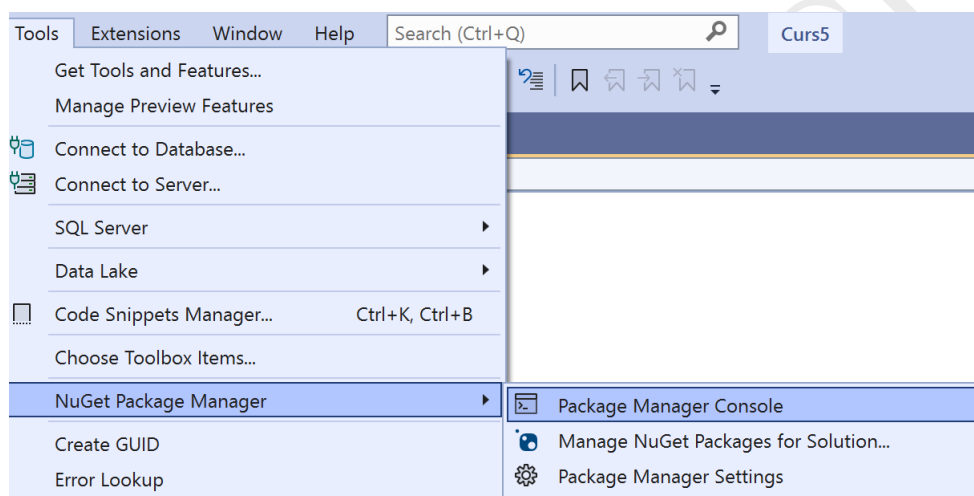 Tools Extensions Window Help Search (Ctrl+Q) Curs5
Get Tools and Features...
Manage Preview Features
Connect to Database...
Connect to Server...
SQL Server
Data Lake
Code Snippets Manager... Ctrl+K, Ctrl+B
Choose Toolbox Items...
NuGet Package Manager
Package Manager Console
Manage NuGet Packages for Solution...
Package Manager Settings
Create GUID
Error Lookup